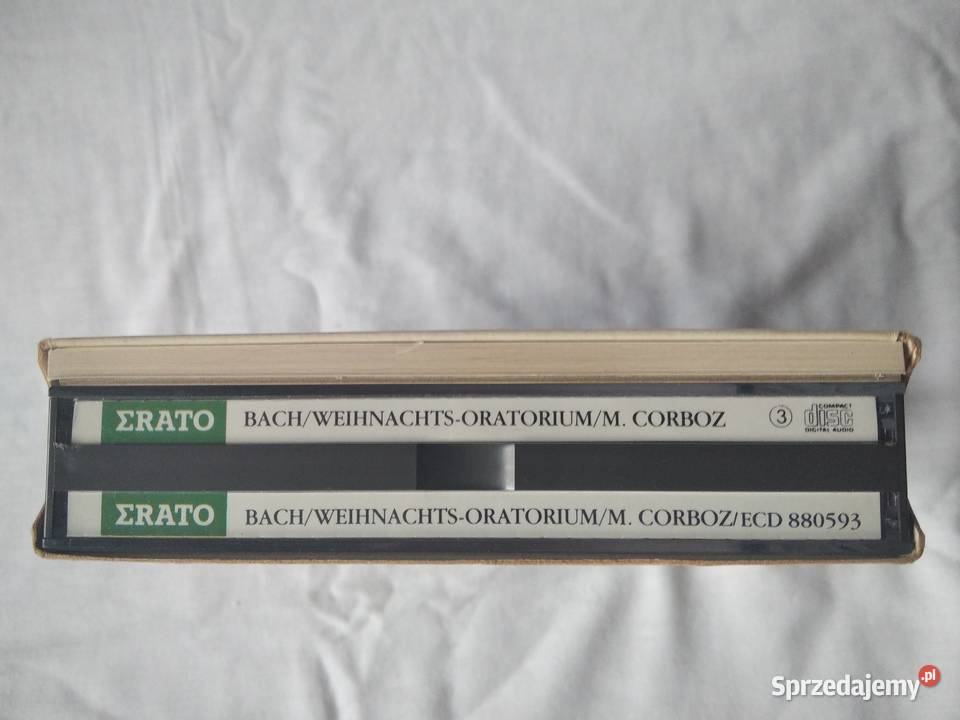 ΣRATO BACH/WEIHNACHTS-ORATORIUM/M. CORBOZ 3 COMPACT disc DIGITAL AUDIO
ΣRATO BACH/WEIHNACHTS-ORATORIUM/M. CORBOZ/ECD 880593
Sprzedajemy.pl